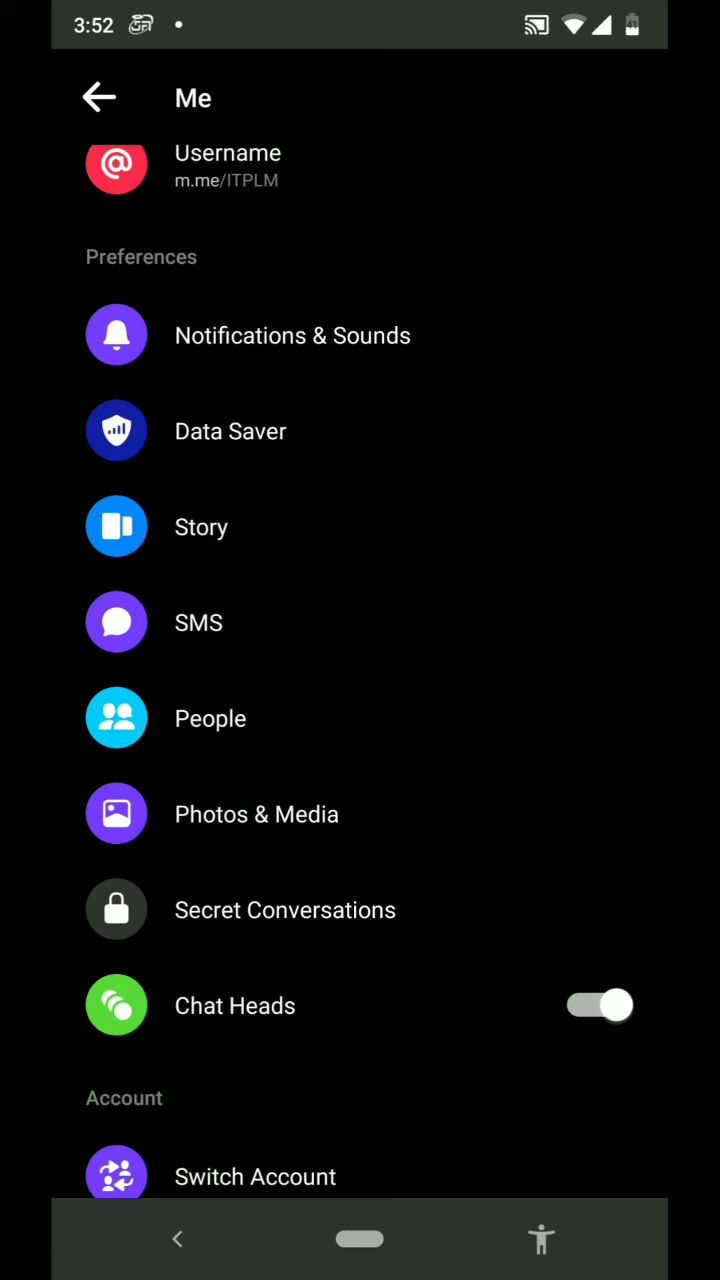 3:52
41
Me
Username
m.me/ITPLM
Preferences
Notifications & Sounds
Data Saver
Story
SMS
People
Photos & Media
Secret Conversations
Chat Heads
Account
Switch Account